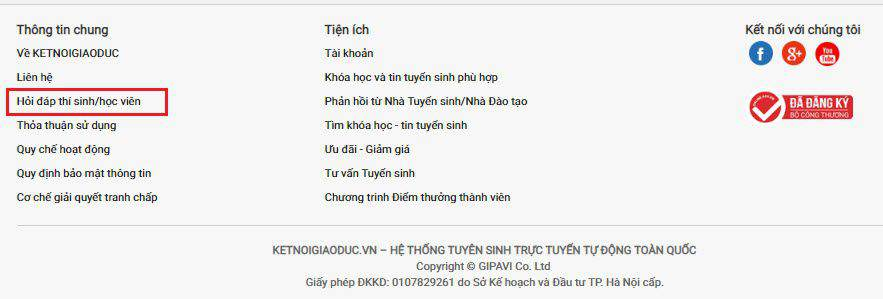 Thông tin chung
Về KETNOIGIAODUC
Liên hệ
Hỏi đáp thí sinh/học viên
Thỏa thuận sử dụng
Quy chế hoạt động
Quy định bảo mật thông tin
Cơ chế giải quyết tranh chấp
Tiện ích
Tài khoản
Khóa học và tin tuyển sinh phù hợp
Phản hồi từ Nhà Tuyển sinh/Nhà Đào tạo
Tìm khóa học - tin tuyển sinh
Ưu đãi - Giảm giá
Tư vấn Tuyển sinh
Chương trình Điểm thưởng thành viên
Kết nối với chúng tôi
You
Tube
ĐÃ ĐĂNG KÝ
BỘ CÔNG THƯƠNG
KETNOIGIAODUC.VN – HỆ THỐNG TUYỂN SINH TRỰC TUYẾN TỰ ĐỘNG TOÀN QUỐC
Copyright © GIPAVI Co. Ltd
Giấy phép ĐKKD: 0107829261 do Sở Kế hoạch và Đầu tư TP. Hà Nội cấp.